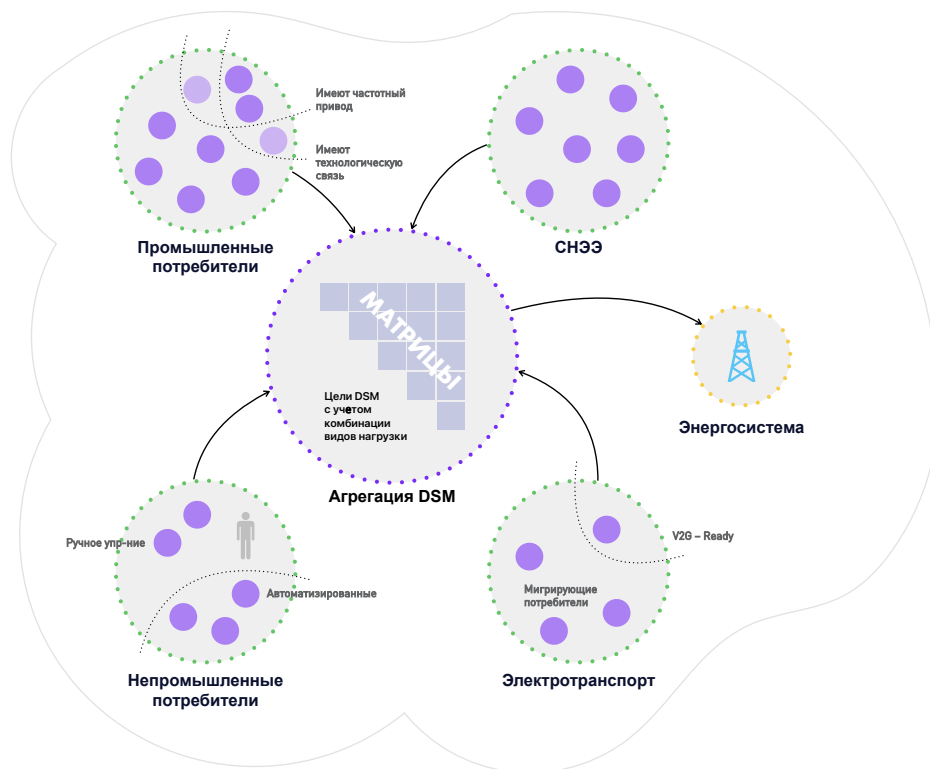 Имеют частотный
привод
Имеют
технологическую
связь
Промышленные
потребители
СНЭЭ
МАТРИЦЫ
Цели DSM
с учетом
комбинации
видов нагрузки
Агрегация DSM
Энергосистема
Ручное упр-ние
Автоматизированные
Непромышленные
потребители
V2G – Ready
Мигрирующие
потребители
Электротранспорт